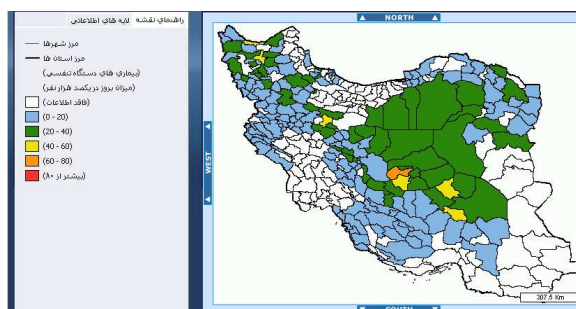 راهنمای نقشه لایه های اطلاعاتی
مرز شهرها
مرز استان ها
(بیماری های دستگاه تنفسی)
(میزان بروز در یکصد هزار نفر)
(فاقد اطلاعات)
(0 - 20)
(20 - 40)
(40 - 60)
(60 - 80)
(بیشتر از ۸۰)
NORTH
WEST
SOUTH
307.5 Km